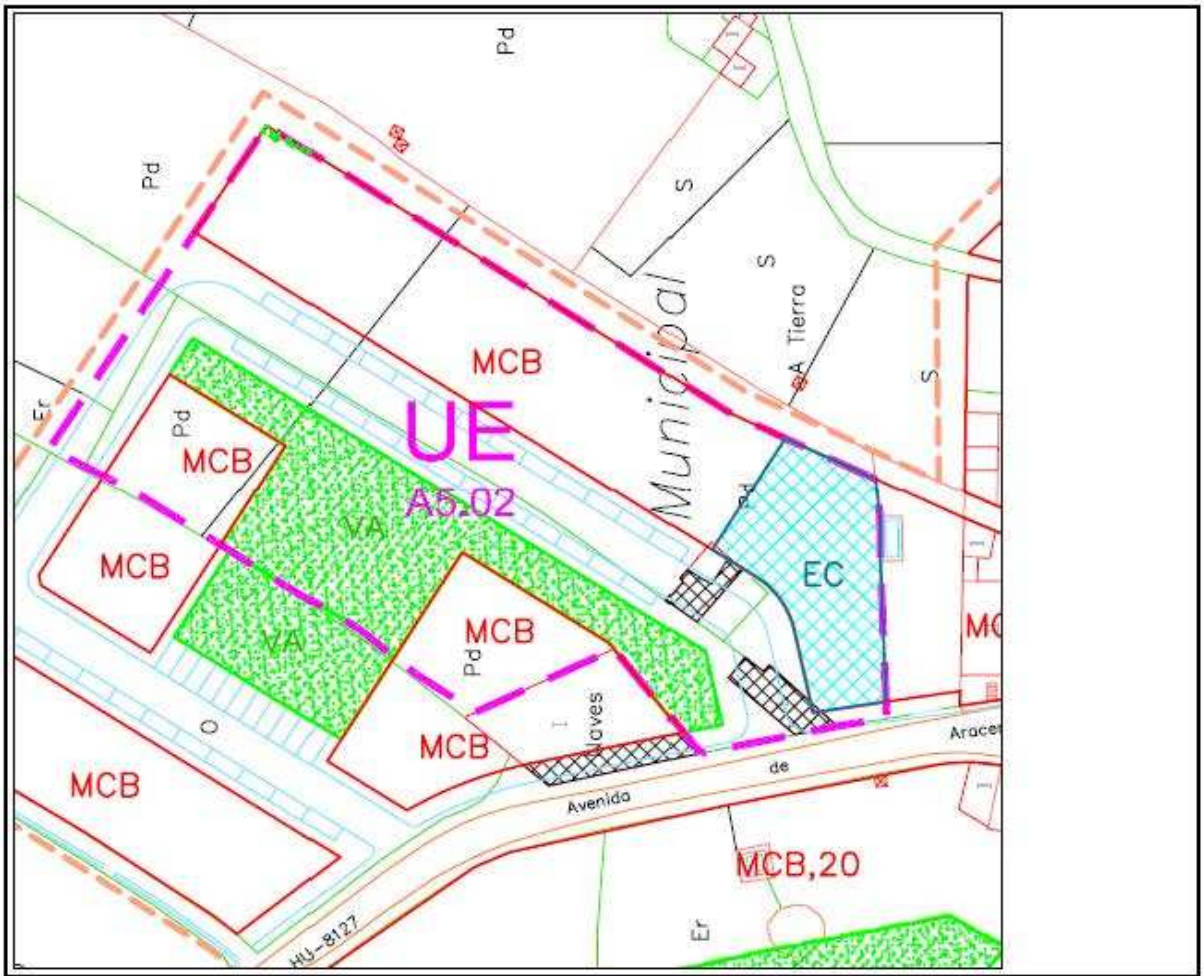 Pd
I
I
Pd
S
S
A Tierra
S
Municipal
MCB
Er
Pd
MCB
UE
A5.02
VA
Pd
EC
MCB
VA
MCB
Pd
I
Naves
I
MC
MCB
O
MCB
Avenida
de
Aracen
I
MCB,20
Er
HU-8127